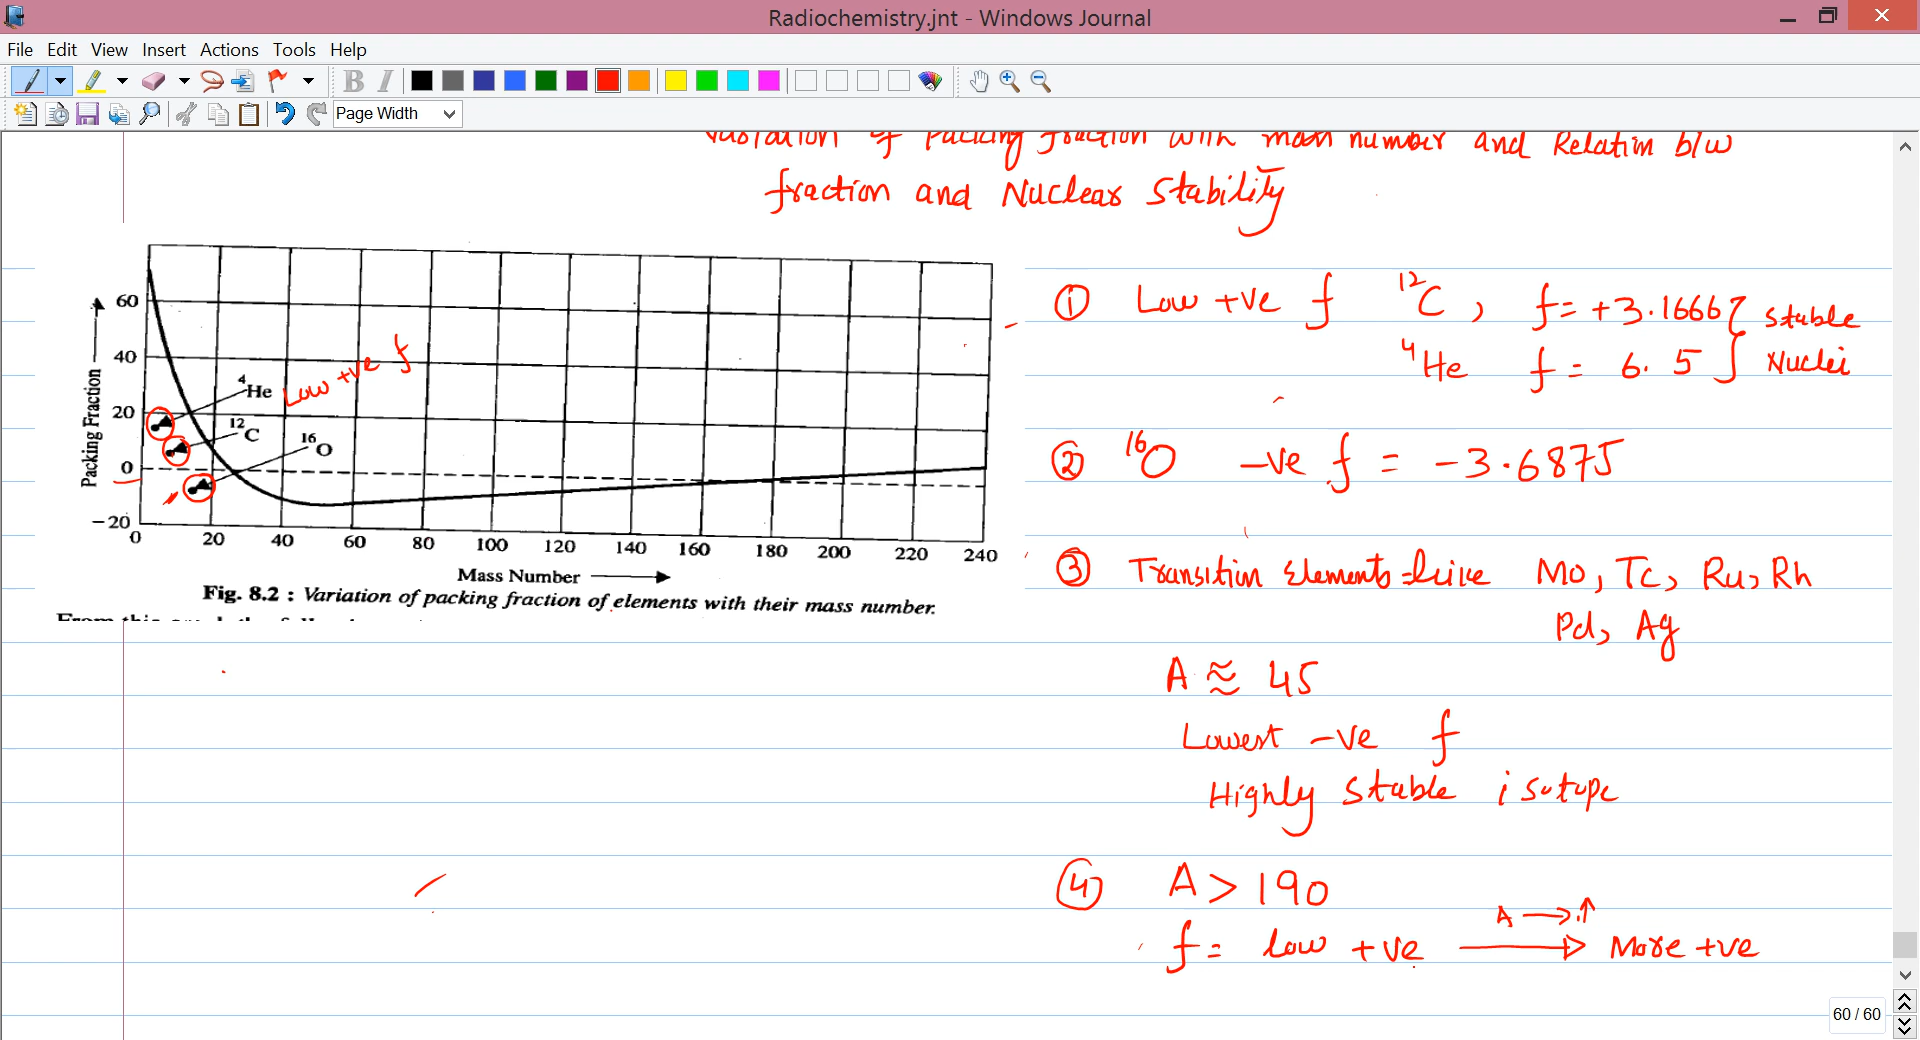 Radiochemistry.jnt - Windows Journal
File Edit View Insert Actions Tools Help
B I
Page Width
Variation of Packing fraction with mass number and Relation b/w
fraction and Nuclear Stability
Packing Fraction
60
40
20
0
-20
4He
12C
16O
Low +ve f
0 20 40 60 80 100 120 140 160 180 200 220 240
Mass Number
Fig. 8.2 : Variation of packing fraction of elements with their mass number.
① Low +ve f 12C, f = +3.1666 } Stable
4He f = 6.5 } Nuclei
② 16O -ve f = -3.6875
③ Transition Elements Mo, Tc, Ru, Rh
Pd, Ag
A ≈ 45
Lowest -ve f
Highly Stable isotope
④ A > 190
A → ↑
f = low +ve → More +ve
60 / 60